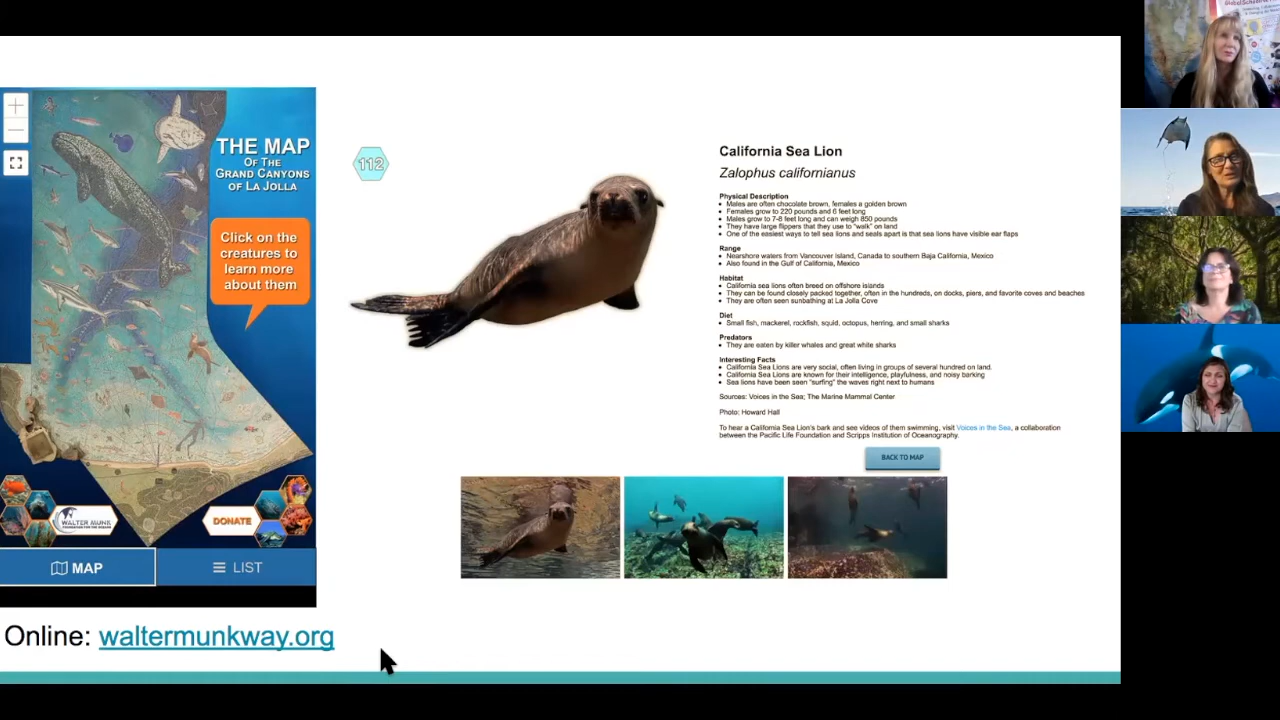 THE MAP
OF THE
GRAND CANYONS
OF LA JOLLA
Click on the
creatures to
learn more
about them
WALTER MUNK
DONATE
MAP
LIST
Online: waltermunkway.org
112
California Sea Lion
Zalophus californianus
Physical Description
Males are often chocolate brown, females a golden brown
Females grow to 220 pounds and 6 feet long
Males grow to 7-8 feet long and can weigh 850 pounds
They have large flippers that they use to "walk" on land
One of the easiest ways to tell sea lions and seals apart is that sea lions have visible ear flaps
Range
Nearshore waters from Vancouver Island, Canada to southern Baja California, Mexico
Also found in the Gulf of California, Mexico
Habitat
California sea lions often breed on offshore islands
They can be found closely packed together, often in the hundreds, on docks, piers, and favorite coves and beaches
They are often seen sunbathing at La Jolla Cove
Diet
Small fish, mackerel, rockfish, squid, octopus, herring, and small sharks
Predators
They are eaten by killer whales and great white sharks
Interesting Facts
California Sea Lions are very social, often living in groups of several hundred on land.
California Sea Lions are known for their intelligence, playfulness, and noisy barking
Sea lions have been seen "surfing" the waves right next to humans
Sources: Voices in the Sea; The Marine Mammal Center
Photo: Howard Hall
To hear a California Sea Lion's bark and see videos of them swimming, visit Voices in the Sea, a collaboration
between the Pacific Life Foundation and Scripps Institution of Oceanography.
BACK TO MAP